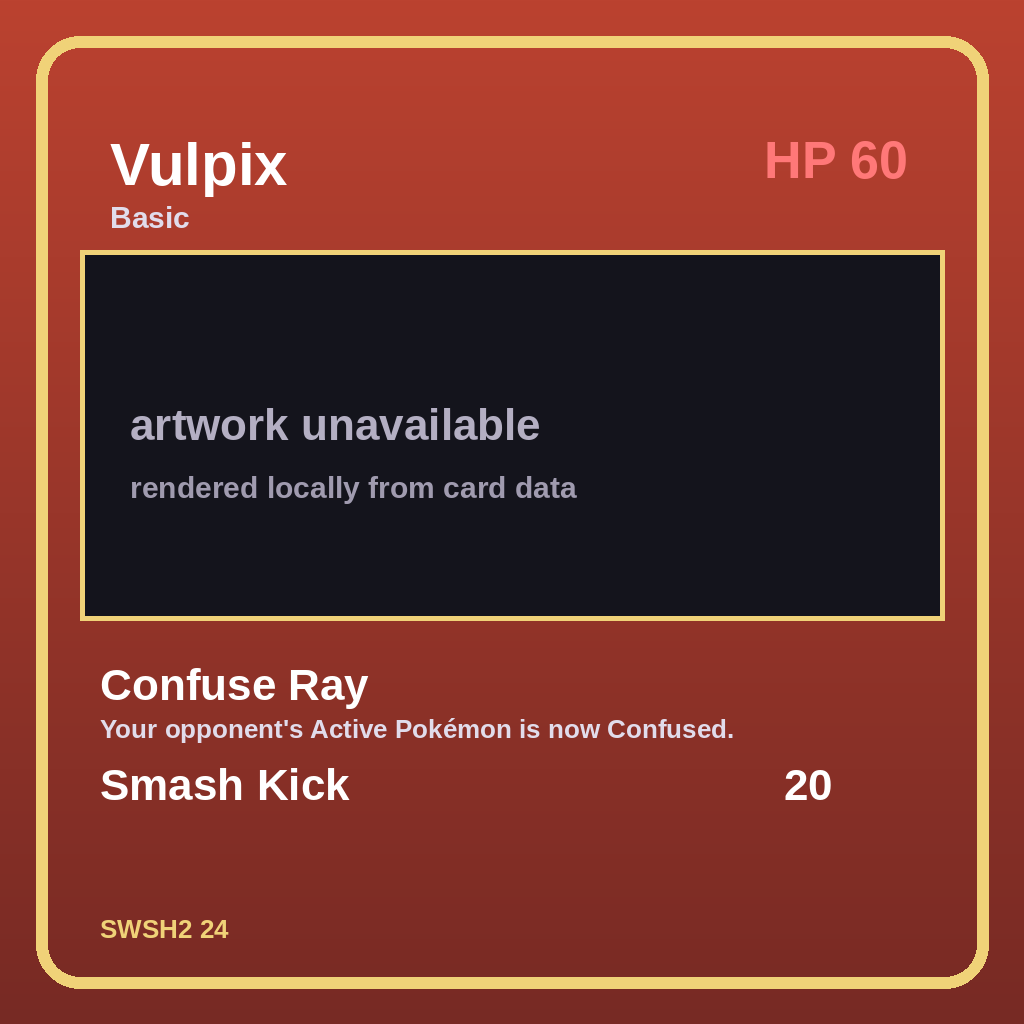 Vulpix
HP 60
Basic
artwork unavailable
rendered locally from card data
Confuse Ray
Your opponent's Active Pokémon is now Confused.
Smash Kick 20
SWSH2 24